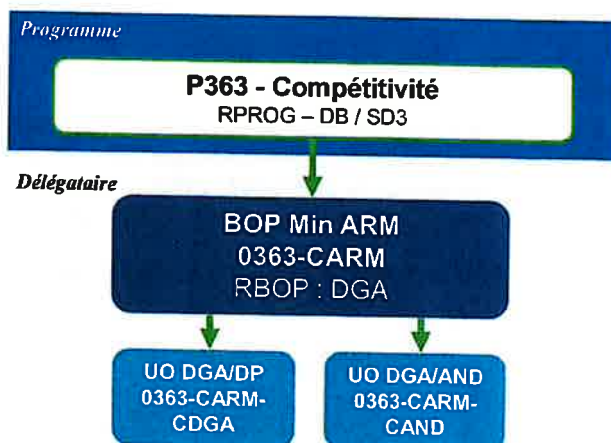 Programme
P363 - Compétitivité
RPROG – DB / SD3
Délégataire
BOP Min ARM
0363-CARM
RBOP : DGA
UO DGA/DP
0363-CARM-
CDGA
UO DGA/AND
0363-CARM-
CAND